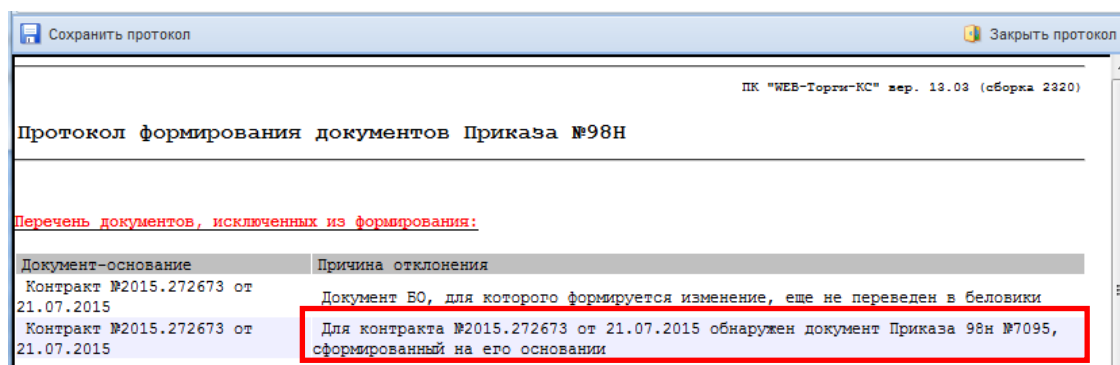 Сохранить протокол
Закрыть протокол
ПК "WEB-Торги-КС" вер. 13.03 (сборка 2320)
Протокол формирования документов Приказа №98Н
Перечень документов, исключенных из формирования:
Документ-основание
Причина отклонения
Контракт №2015.272673 от
21.07.2015
Документ БО, для которого формируется изменение, еще не переведен в беловики
Контракт №2015.272673 от
21.07.2015
Для контракта №2015.272673 от 21.07.2015 обнаружен документ Приказа 98н №7095,
сформированный на его основании